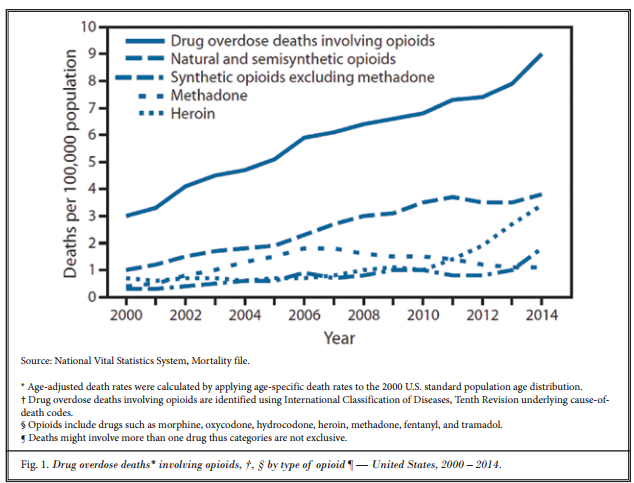 10
9
8
7
6
5
4
3
2
1
0
Deaths per 100,000 population
Drug overdose deaths involving opioids
Natural and semisynthetic opioids
Synthetic opioids excluding methadone
Methadone
Heroin
2000 2002 2004 2006 2008 2010 2012 2014
Year
Source: National Vital Statistics System, Mortality file.
* Age-adjusted death rates were calculated by applying age-specific death rates to the 2000 U.S. standard population age distribution.
† Drug overdose deaths involving opioids are identified using International Classification of Diseases, Tenth Revision underlying cause-of-
death codes.
§ Opioids include drugs such as morphine, oxycodone, hydrocodone, heroin, methadone, fentanyl, and tramadol.
¶ Deaths might involve more than one drug thus categories are not exclusive.
Fig. 1. Drug overdose deaths* involving opioids, †, § by type of opioid ¶ — United States, 2000 – 2014.